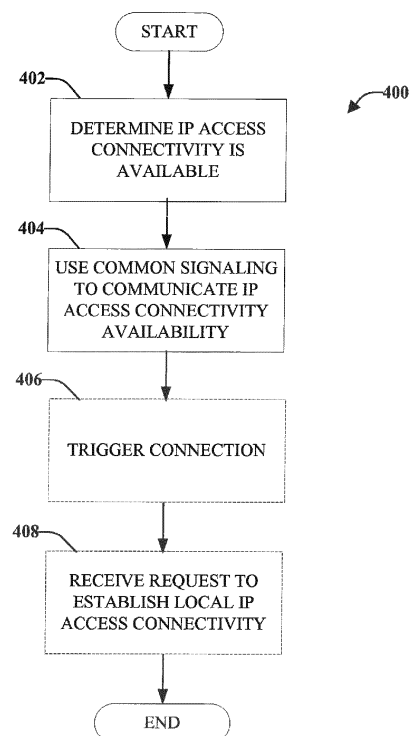 START
402
400
DETERMINE IP ACCESS
CONNECTIVITY IS
AVAILABLE
404
USE COMMON SIGNALING
TO COMMUNICATE IP
ACCESS CONNECTIVITY
AVAILABILITY
406
TRIGGER CONNECTION
408
RECEIVE REQUEST TO
ESTABLISH LOCAL IP
ACCESS CONNECTIVITY
END